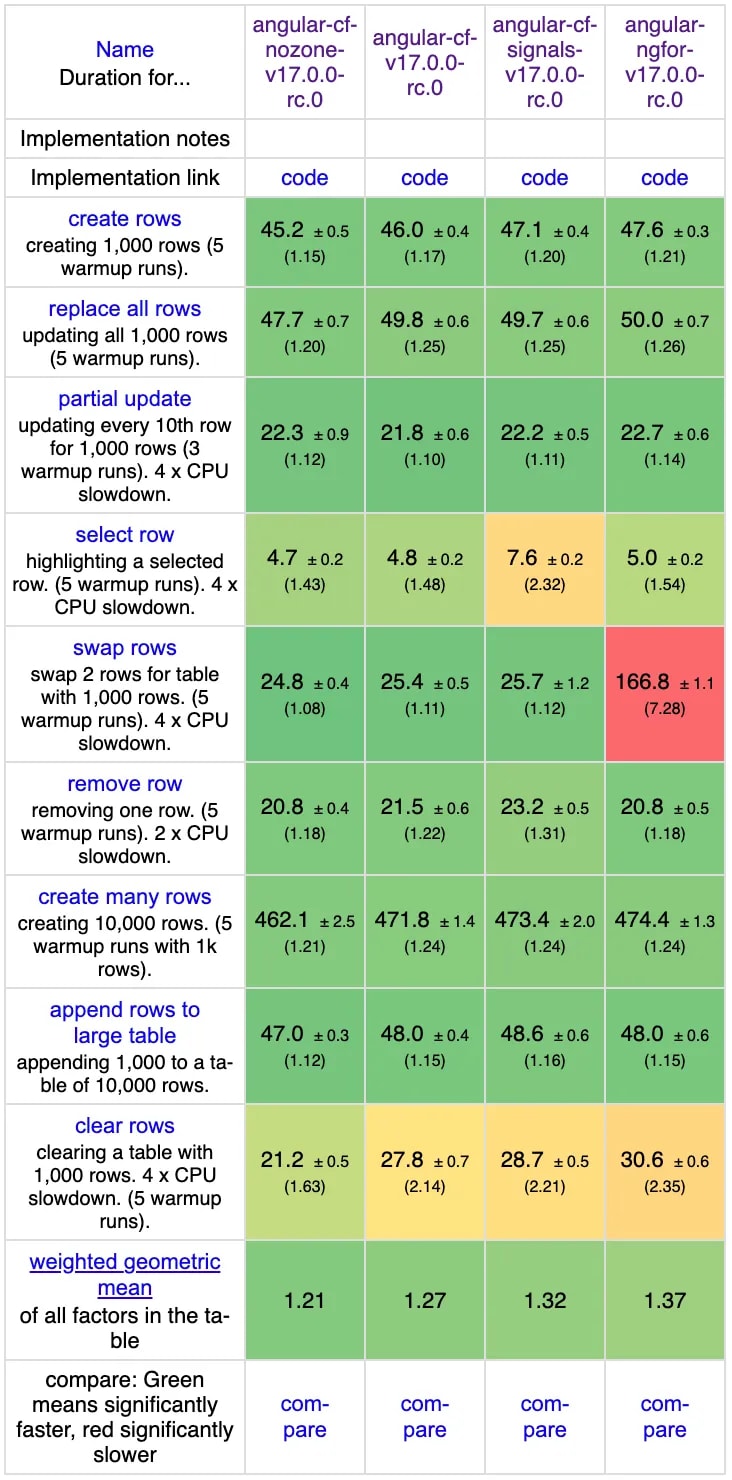 Name
Duration for...
angular-cf-
nozone-
v17.0.0-
rc.0
angular-cf-
v17.0.0-
rc.0
angular-cf-
signals-
v17.0.0-
rc.0
angular-
ngfor-
v17.0.0-
rc.0
Implementation notes
Implementation link
code
code
code
code
create rows
creating 1,000 rows (5
warmup runs).
45.2 ± 0.5
(1.15)
46.0 ± 0.4
(1.17)
47.1 ± 0.4
(1.20)
47.6 ± 0.3
(1.21)
replace all rows
updating all 1,000 rows
(5 warmup runs).
47.7 ± 0.7
(1.20)
49.8 ± 0.6
(1.25)
49.7 ± 0.6
(1.25)
50.0 ± 0.7
(1.26)
partial update
updating every 10th row
for 1,000 rows (3
warmup runs). 4 x CPU
slowdown.
22.3 ± 0.9
(1.12)
21.8 ± 0.6
(1.10)
22.2 ± 0.5
(1.11)
22.7 ± 0.6
(1.14)
select row
highlighting a selected
row. (5 warmup runs). 4 x
CPU slowdown.
4.7 ± 0.2
(1.43)
4.8 ± 0.2
(1.48)
7.6 ± 0.2
(2.32)
5.0 ± 0.2
(1.54)
swap rows
swap 2 rows for table
with 1,000 rows. (5
warmup runs). 4 x CPU
slowdown.
24.8 ± 0.4
(1.08)
25.4 ± 0.5
(1.11)
25.7 ± 1.2
(1.12)
166.8 ± 1.1
(7.28)
remove row
removing one row. (5
warmup runs). 2 x CPU
slowdown.
20.8 ± 0.4
(1.18)
21.5 ± 0.6
(1.22)
23.2 ± 0.5
(1.31)
20.8 ± 0.5
(1.18)
create many rows
creating 10,000 rows. (5
warmup runs with 1k
rows).
462.1 ± 2.5
(1.21)
471.8 ± 1.4
(1.24)
473.4 ± 2.0
(1.24)
474.4 ± 1.3
(1.24)
append rows to
large table
appending 1,000 to a ta-
ble of 10,000 rows.
47.0 ± 0.3
(1.12)
48.0 ± 0.4
(1.15)
48.6 ± 0.6
(1.16)
48.0 ± 0.6
(1.15)
clear rows
clearing a table with
1,000 rows. 4 x CPU
slowdown. (5 warmup
runs).
21.2 ± 0.5
(1.63)
27.8 ± 0.7
(2.14)
28.7 ± 0.5
(2.21)
30.6 ± 0.6
(2.35)
weighted geometric
mean
of all factors in the ta-
ble
1.21
1.27
1.32
1.37
compare: Green
means significantly
faster, red significantly
slower
com-
pare
com-
pare
com-
pare
com-
pare